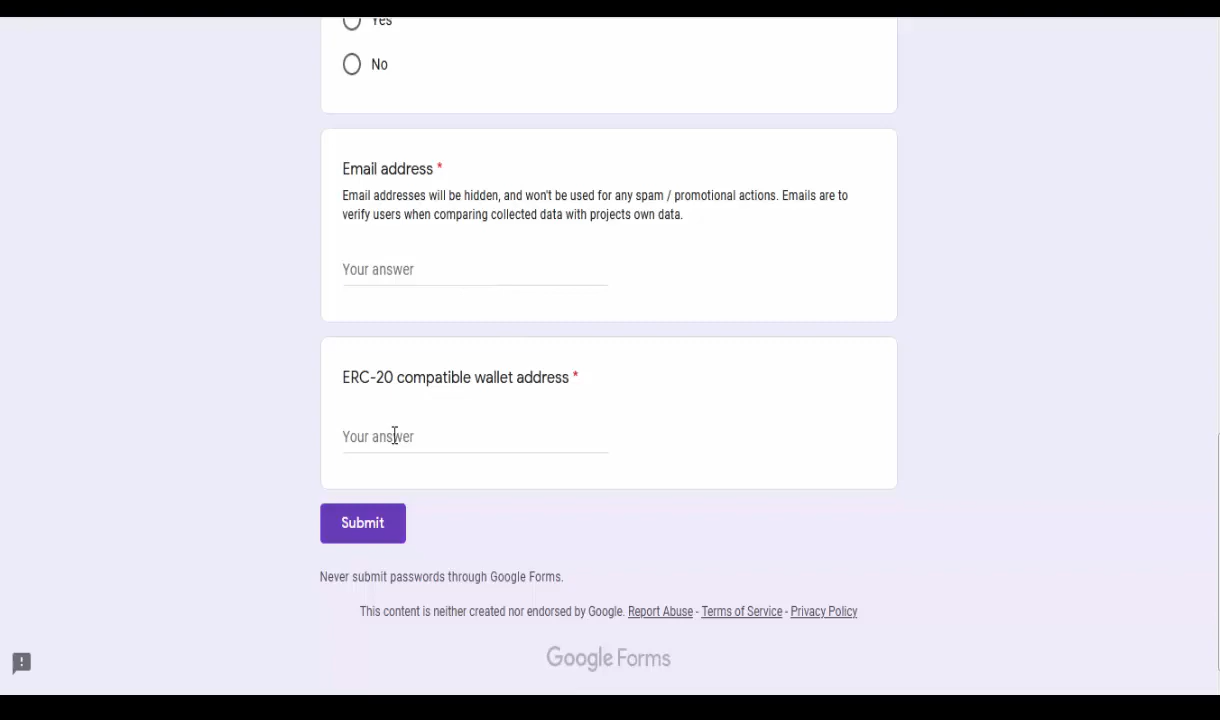 Yes
No
Email address *
Email addresses will be hidden, and won't be used for any spam / promotional actions. Emails are to
verify users when comparing collected data with projects own data.
Your answer
ERC-20 compatible wallet address *
Your answer
Submit
Never submit passwords through Google Forms.
This content is neither created nor endorsed by Google. Report Abuse - Terms of Service - Privacy Policy
Google Forms